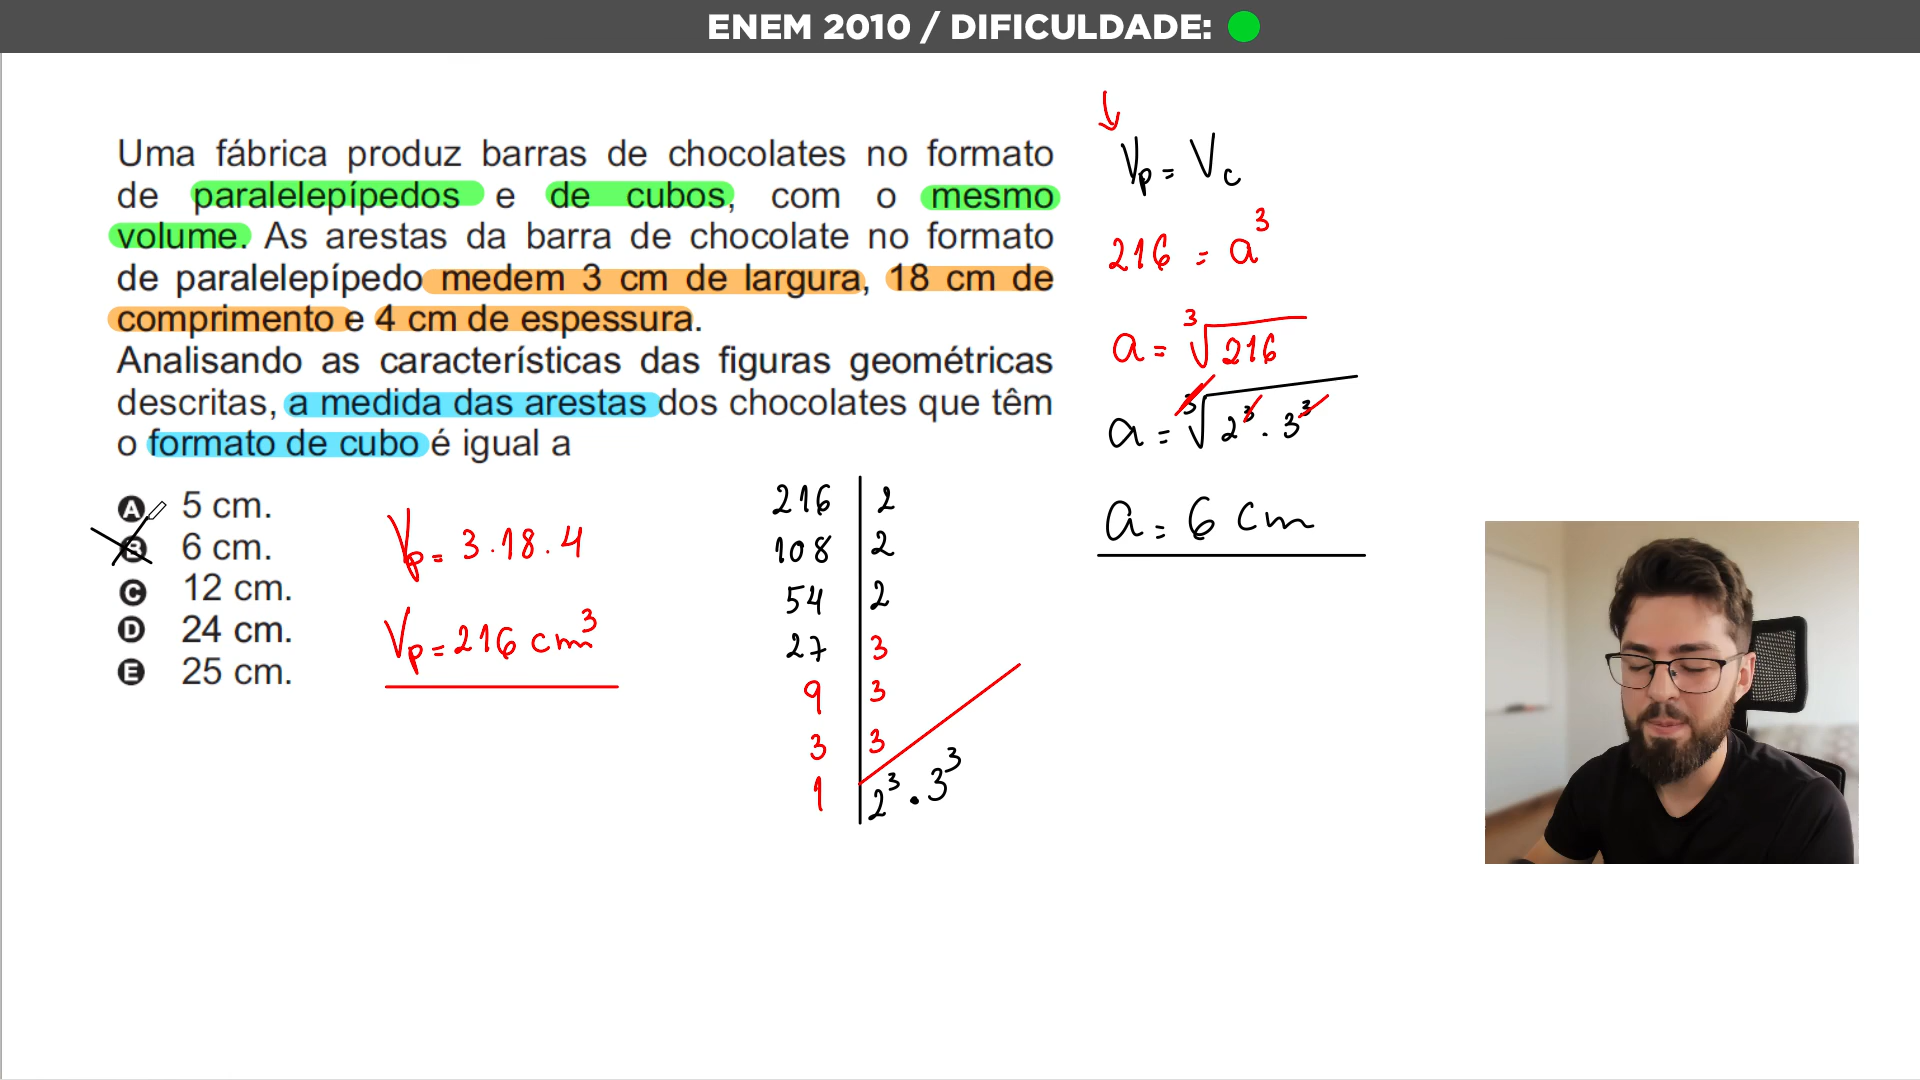 ENEM 2010 / DIFICULDADE:
Uma fábrica produz barras de chocolates no formato
de paralelepípedos e de cubos, com o mesmo
volume. As arestas da barra de chocolate no formato
de paralelepípedo medem 3 cm de largura, 18 cm de
comprimento e 4 cm de espessura.
Analisando as características das figuras geométricas
descritas, a medida das arestas dos chocolates que têm
o formato de cubo é igual a
A 5 cm.
B 6 cm.
C 12 cm.
D 24 cm.
E 25 cm.
Vp = 3.18.4
Vp = 216 cm³
216 2
108 2
54 2
27 3
9 3
3 3
1 2³ . 3³
Vp = Vc
216 = a³
a = ³√216
a = ³√2³ . 3³
a = 6 cm